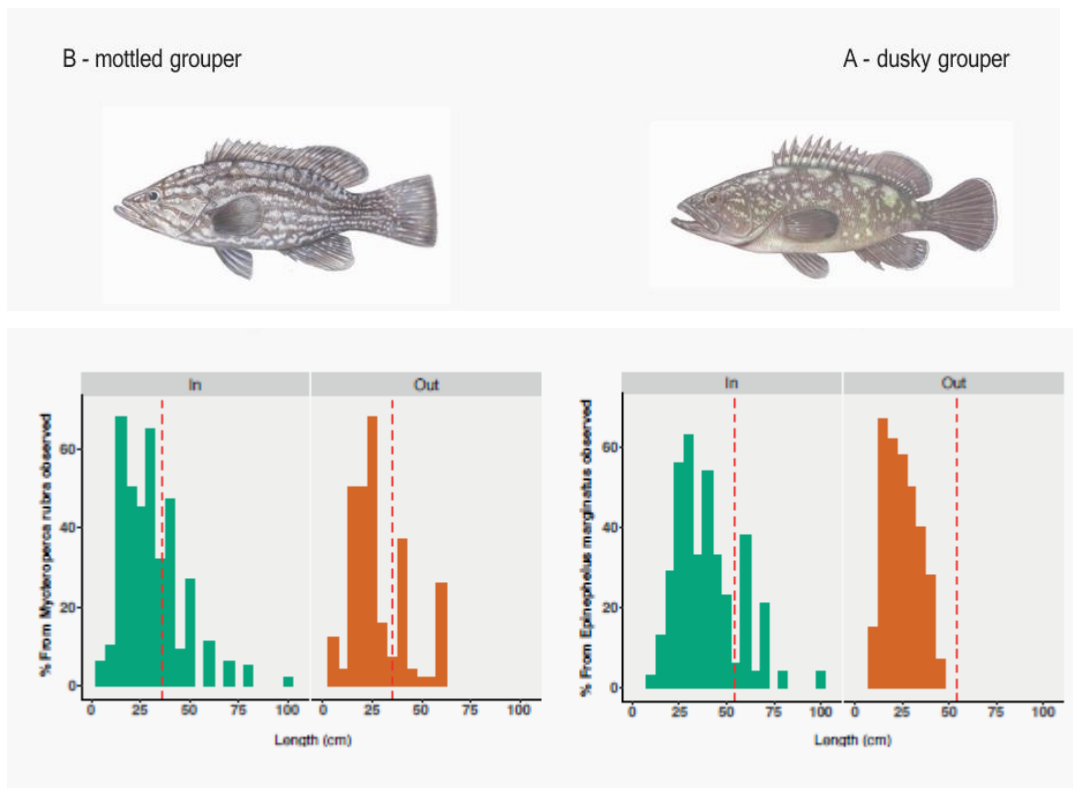 B - mottled grouper
A - dusky grouper
In
Out
% From Mycteroperca rubra observed
60
40
20
0
0 25 50 75 100 0 25 50 75 100
Length (cm)
In
Out
% From Epinephelus marginatus observed
60
40
20
0
0 25 50 75 100 0 25 50 75 100
Length (cm)